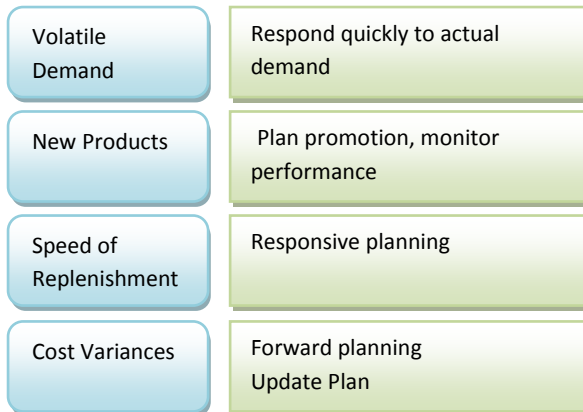 Volatile
Demand
Respond quickly to actual
demand
New Products
Plan promotion, monitor
performance
Speed of
Replenishment
Responsive planning
Cost Variances
Forward planning
Update Plan